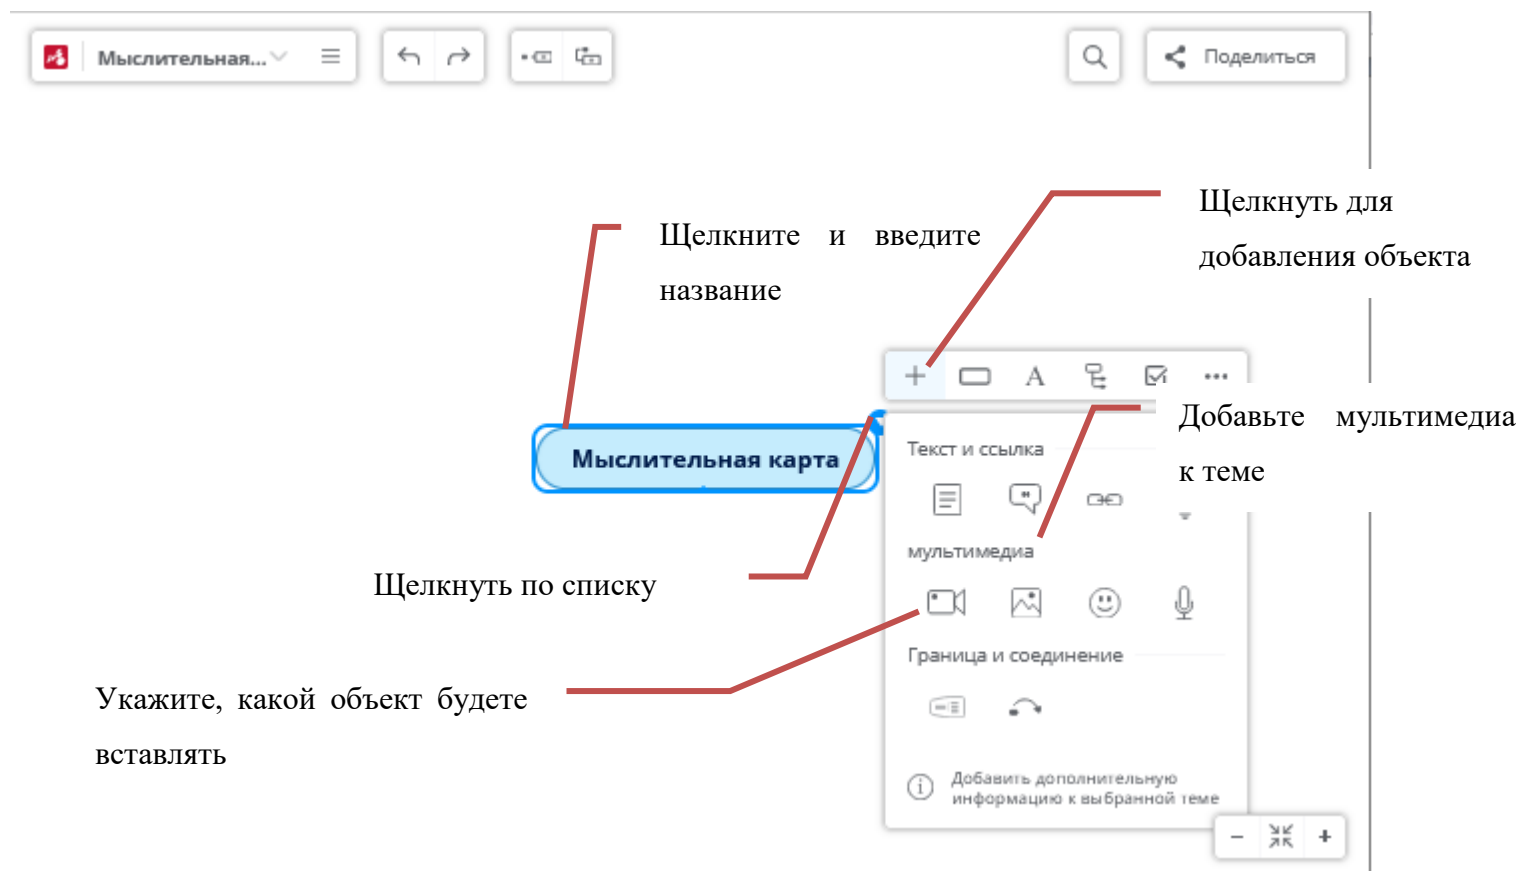 Мыслительная...
Поделиться
Щелкнуть для
добавления объекта
Щелкните и введите
название
A
Добавьте мультимедиа
к теме
Текст и ссылка
Мыслительная карта
мультимедиа
Щелкнуть по списку
Граница и соединение
Укажите, какой объект будете
вставлять
Добавить дополнительную
информацию к выбранной теме